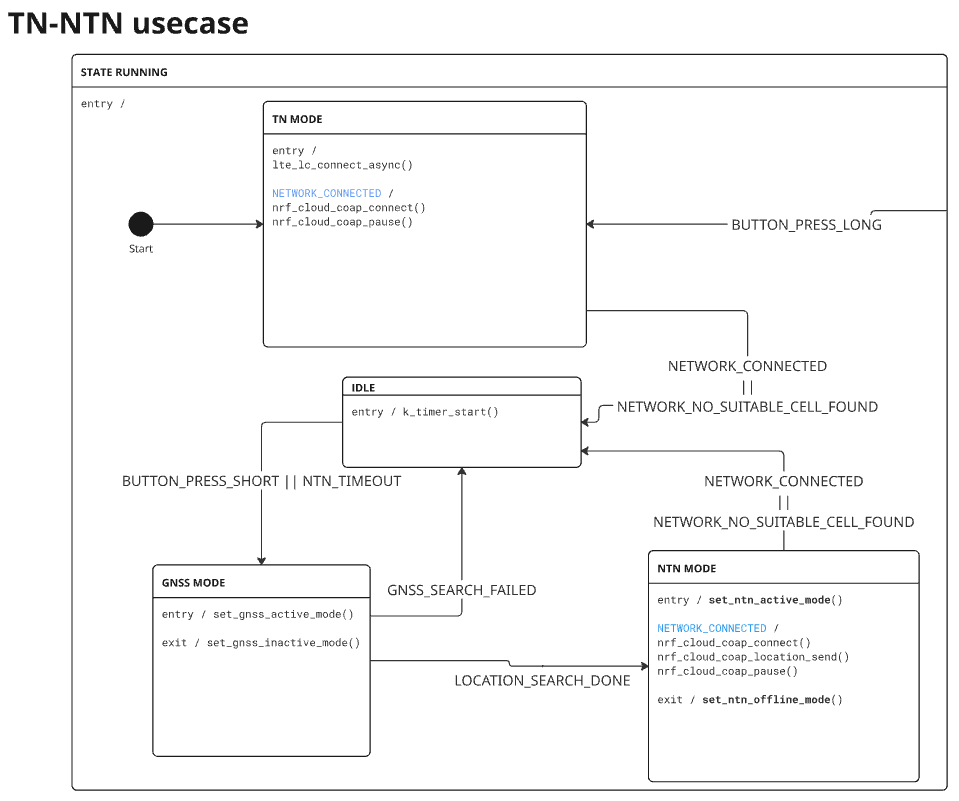 TN-NTN usecase
STATE RUNNING
entry /
TN MODE
entry /
lte_lc_connect_async()
NETWORK_CONNECTED /
nrf_cloud_coap_connect()
nrf_cloud_coap_pause()
Start
BUTTON_PRESS_LONG
NETWORK_CONNECTED
||
NETWORK_NO_SUITABLE_CELL_FOUND
IDLE
entry / k_timer_start()
BUTTON_PRESS_SHORT || NTN_TIMEOUT
NETWORK_CONNECTED
||
NETWORK_NO_SUITABLE_CELL_FOUND
GNSS MODE
entry / set_gnss_active_mode()
exit / set_gnss_inactive_mode()
GNSS_SEARCH_FAILED
LOCATION_SEARCH_DONE
NTN MODE
entry / set_ntn_active_mode()
NETWORK_CONNECTED /
nrf_cloud_coap_connect()
nrf_cloud_coap_location_send()
nrf_cloud_coap_pause()
exit / set_ntn_offline_mode()